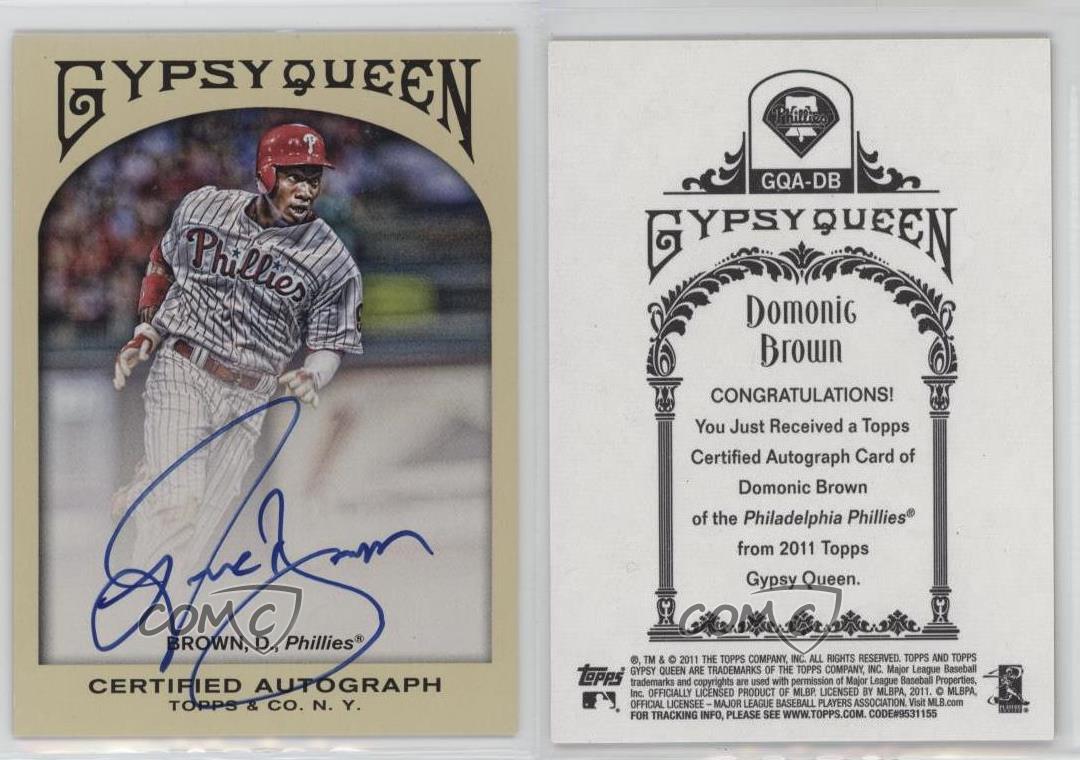 GYPSY QUEEN
Phillies
P
COMC
BROWN, D., Phillies®
CERTIFIED AUTOGRAPH
TOPPS & CO. N. Y.
Phillies
GQA-DB
GYPSY QUEEN
Domonic
Brown
CONGRATULATIONS!
You Just Received a Topps
Certified Autograph Card of
Domonic Brown
of the Philadelphia Phillies®
from 2011 Topps
Gypsy Queen.
COMC
Topps®
®, TM & © 2011 THE TOPPS COMPANY, INC. ALL RIGHTS RESERVED. TOPPS AND TOPPS
GYPSY QUEEN ARE TRADEMARKS OF THE TOPPS COMPANY, INC. Major League Baseball
trademarks and copyrights are used with permission of Major League Baseball Properties,
Inc. OFFICIALLY LICENSED PRODUCT OF MLBP. LICENSED BY MLBPA, 2011. © MLBPA,
OFFICIAL LICENSEE – MAJOR LEAGUE BASEBALL PLAYERS ASSOCIATION. Visit MLB.com
FOR TRACKING INFO, PLEASE SEE WWW.TOPPS.COM. CODE#9531155